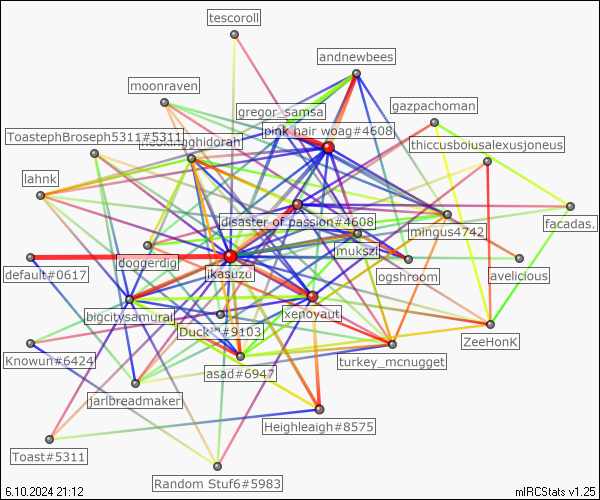 tescoroll
andnewbees
moonraven
gregor_samsa
gazpachoman
pink hair woag#4608
ToastephBroseph5311#5311
thiccusboiusalexusjoneus
lahnk
disaster of passion#4608
mingus4742
facadas.
jmukszi
doggerdig
ikasuzu
default#0617
ogshroom
avelicious
bigcitysamurai
xenoyaut
Duck™#9103
ZeeHonK
Knowun#6424
asad#6947
turkey_mcnugget
jarlbreadmaker
Heighleaigh#8575
Toast#5311
Random Stuf6#5983
6.10.2024 21:12
mIRCStats v1.25